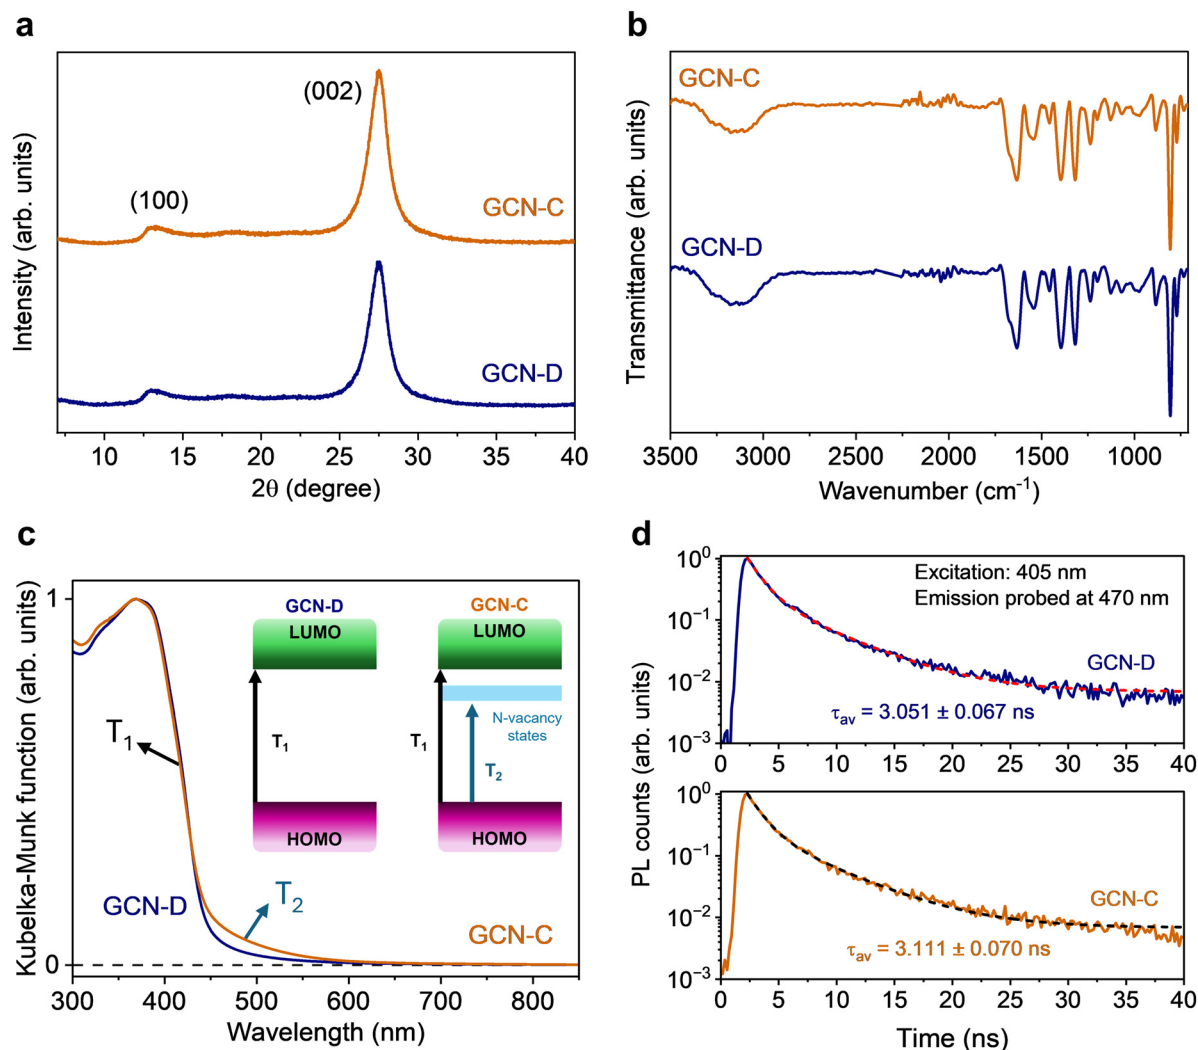 a
Intensity (arb. units)
(002)
(100)
GCN-C
GCN-D
10 15 20 25 30 35 40
2θ (degree)
b
Transmittance (arb. units)
GCN-C
GCN-D
3500 3000 2500 2000 1500 1000
Wavenumber (cm⁻¹)
c
Kubelka-Munk function (arb. units)
1
0
T₁
GCN-D
T₂
GCN-C
GCN-D
LUMO
T₁
HOMO
GCN-C
LUMO
N-vacancy
states
T₁
T₂
HOMO
300 400 500 600 700 800
Wavelength (nm)
d
PL counts (arb. units)
10⁰
10⁻¹
10⁻²
10⁻³
Excitation: 405 nm
Emission probed at 470 nm
GCN-D
τav = 3.051 ± 0.067 ns
0 5 10 15 20 25 30 35 40
10⁰
10⁻¹
10⁻²
10⁻³
GCN-C
τav = 3.111 ± 0.070 ns
0 5 10 15 20 25 30 35 40
Time (ns)